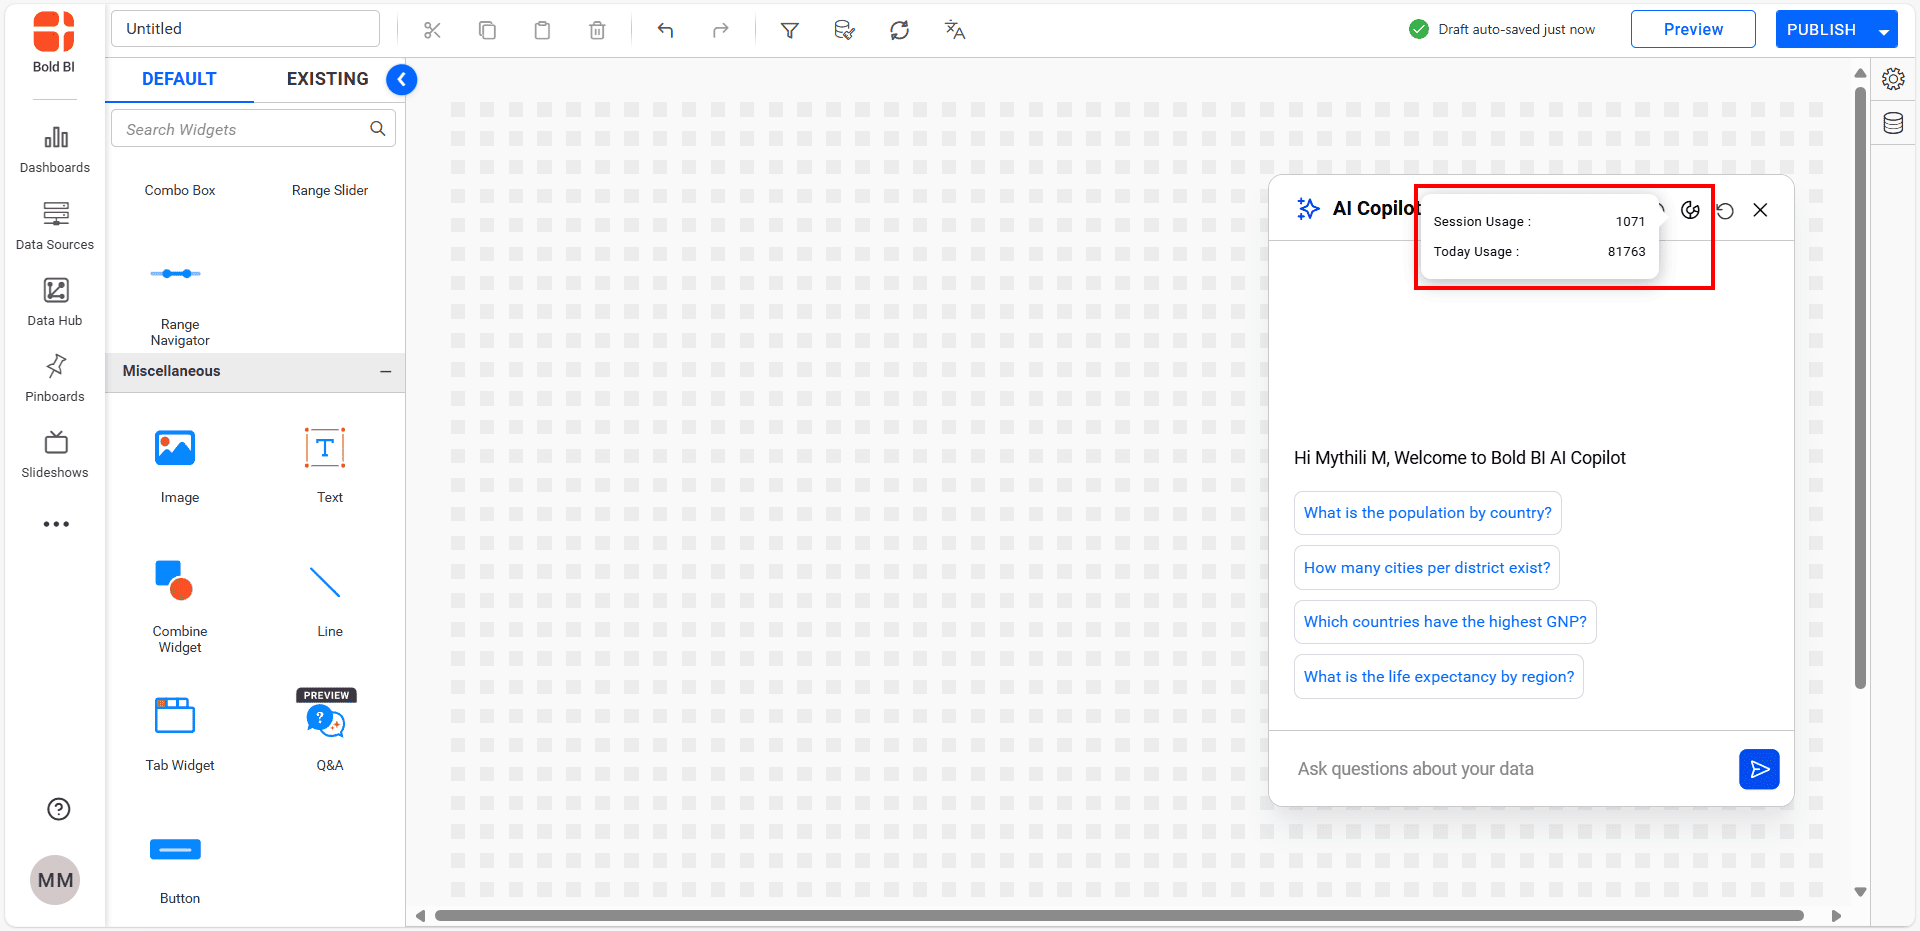 Bold BI
Untitled
Draft auto-saved just now
Preview
PUBLISH
DEFAULT
EXISTING
Search Widgets
Dashboards
Data Sources
Data Hub
Pinboards
Slideshows
MM
Combo Box
Range Slider
Range
Navigator
Miscellaneous
Image
Text
Combine
Widget
Line
Tab Widget
PREVIEW
Q&A
Button
AI Copilot
Session Usage : 1071
Today Usage : 81763
Hi Mythili M, Welcome to Bold BI AI Copilot
What is the population by country?
How many cities per district exist?
Which countries have the highest GNP?
What is the life expectancy by region?
Ask questions about your data